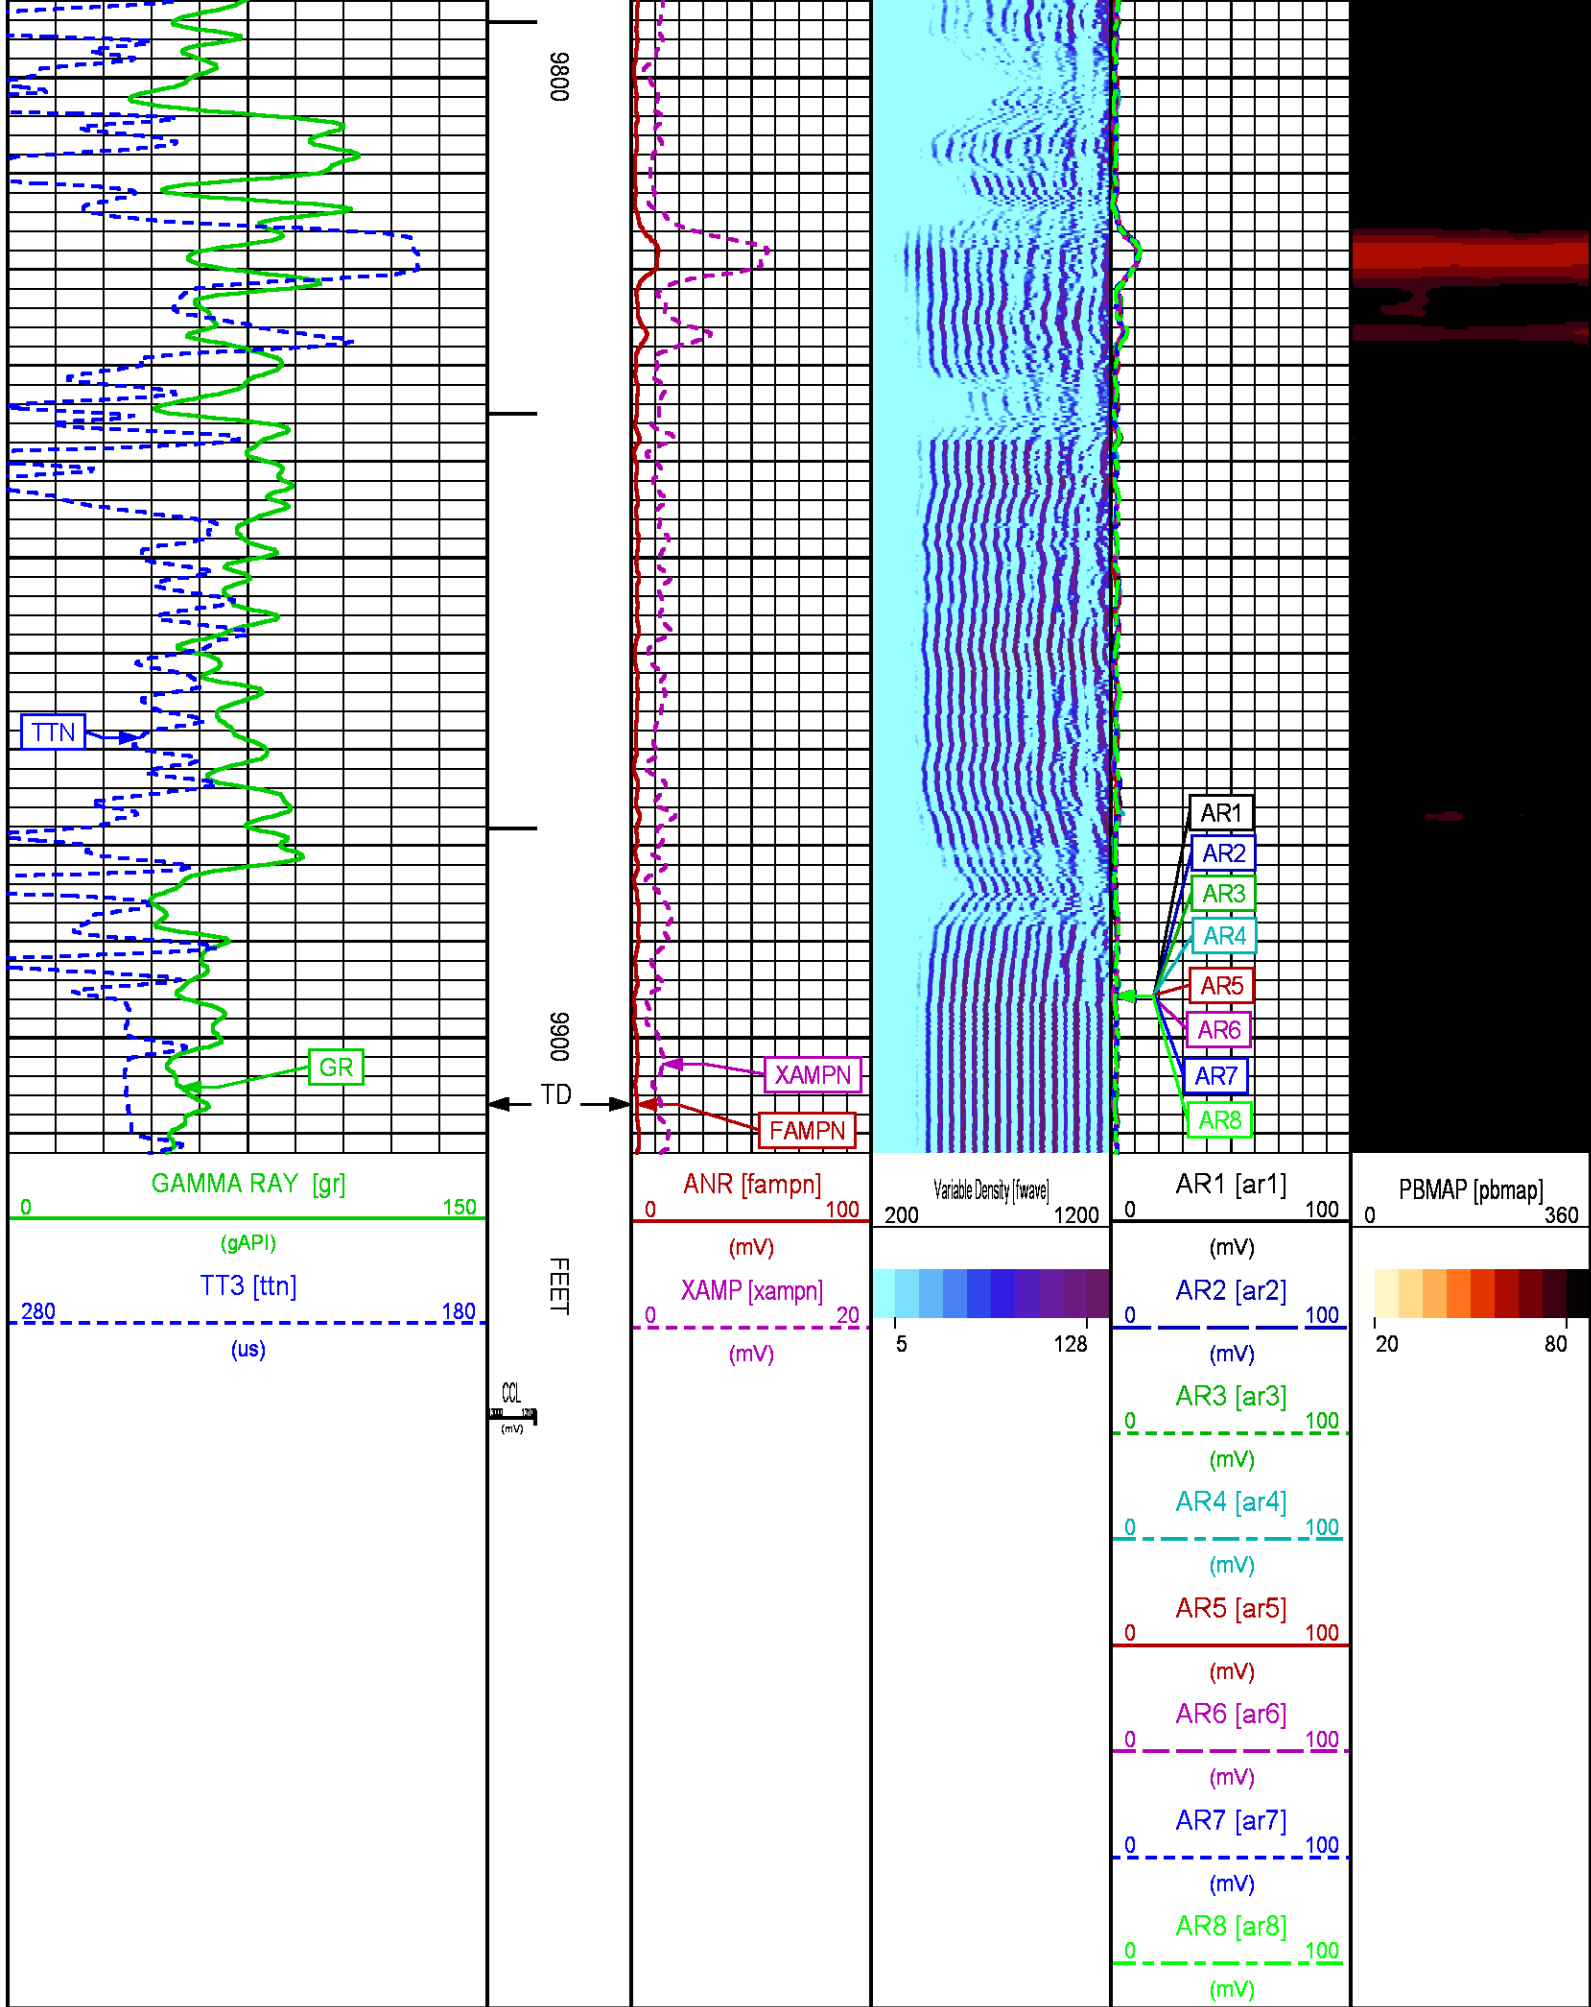 9800
TTN
AR1
AR2
AR3
AR4
AR5
AR6
AR7
AR8
9900
GR
TD
XAMPN
FAMPN
GAMMA RAY [gr]
0 150
(gAPI)
TT3 [ttn]
280 180
(us)
FEET
CCL
(mV)
ANR [fampn]
0 100
(mV)
XAMP [xampn]
0 20
(mV)
Variable Density [fwave]
200 1200
5 128
AR1 [ar1]
0 100
(mV)
AR2 [ar2]
0 100
(mV)
AR3 [ar3]
0 100
(mV)
AR4 [ar4]
0 100
(mV)
AR5 [ar5]
0 100
(mV)
AR6 [ar6]
0 100
(mV)
AR7 [ar7]
0 100
(mV)
AR8 [ar8]
0 100
(mV)
PBMAP [pbmap]
0 360
20 80